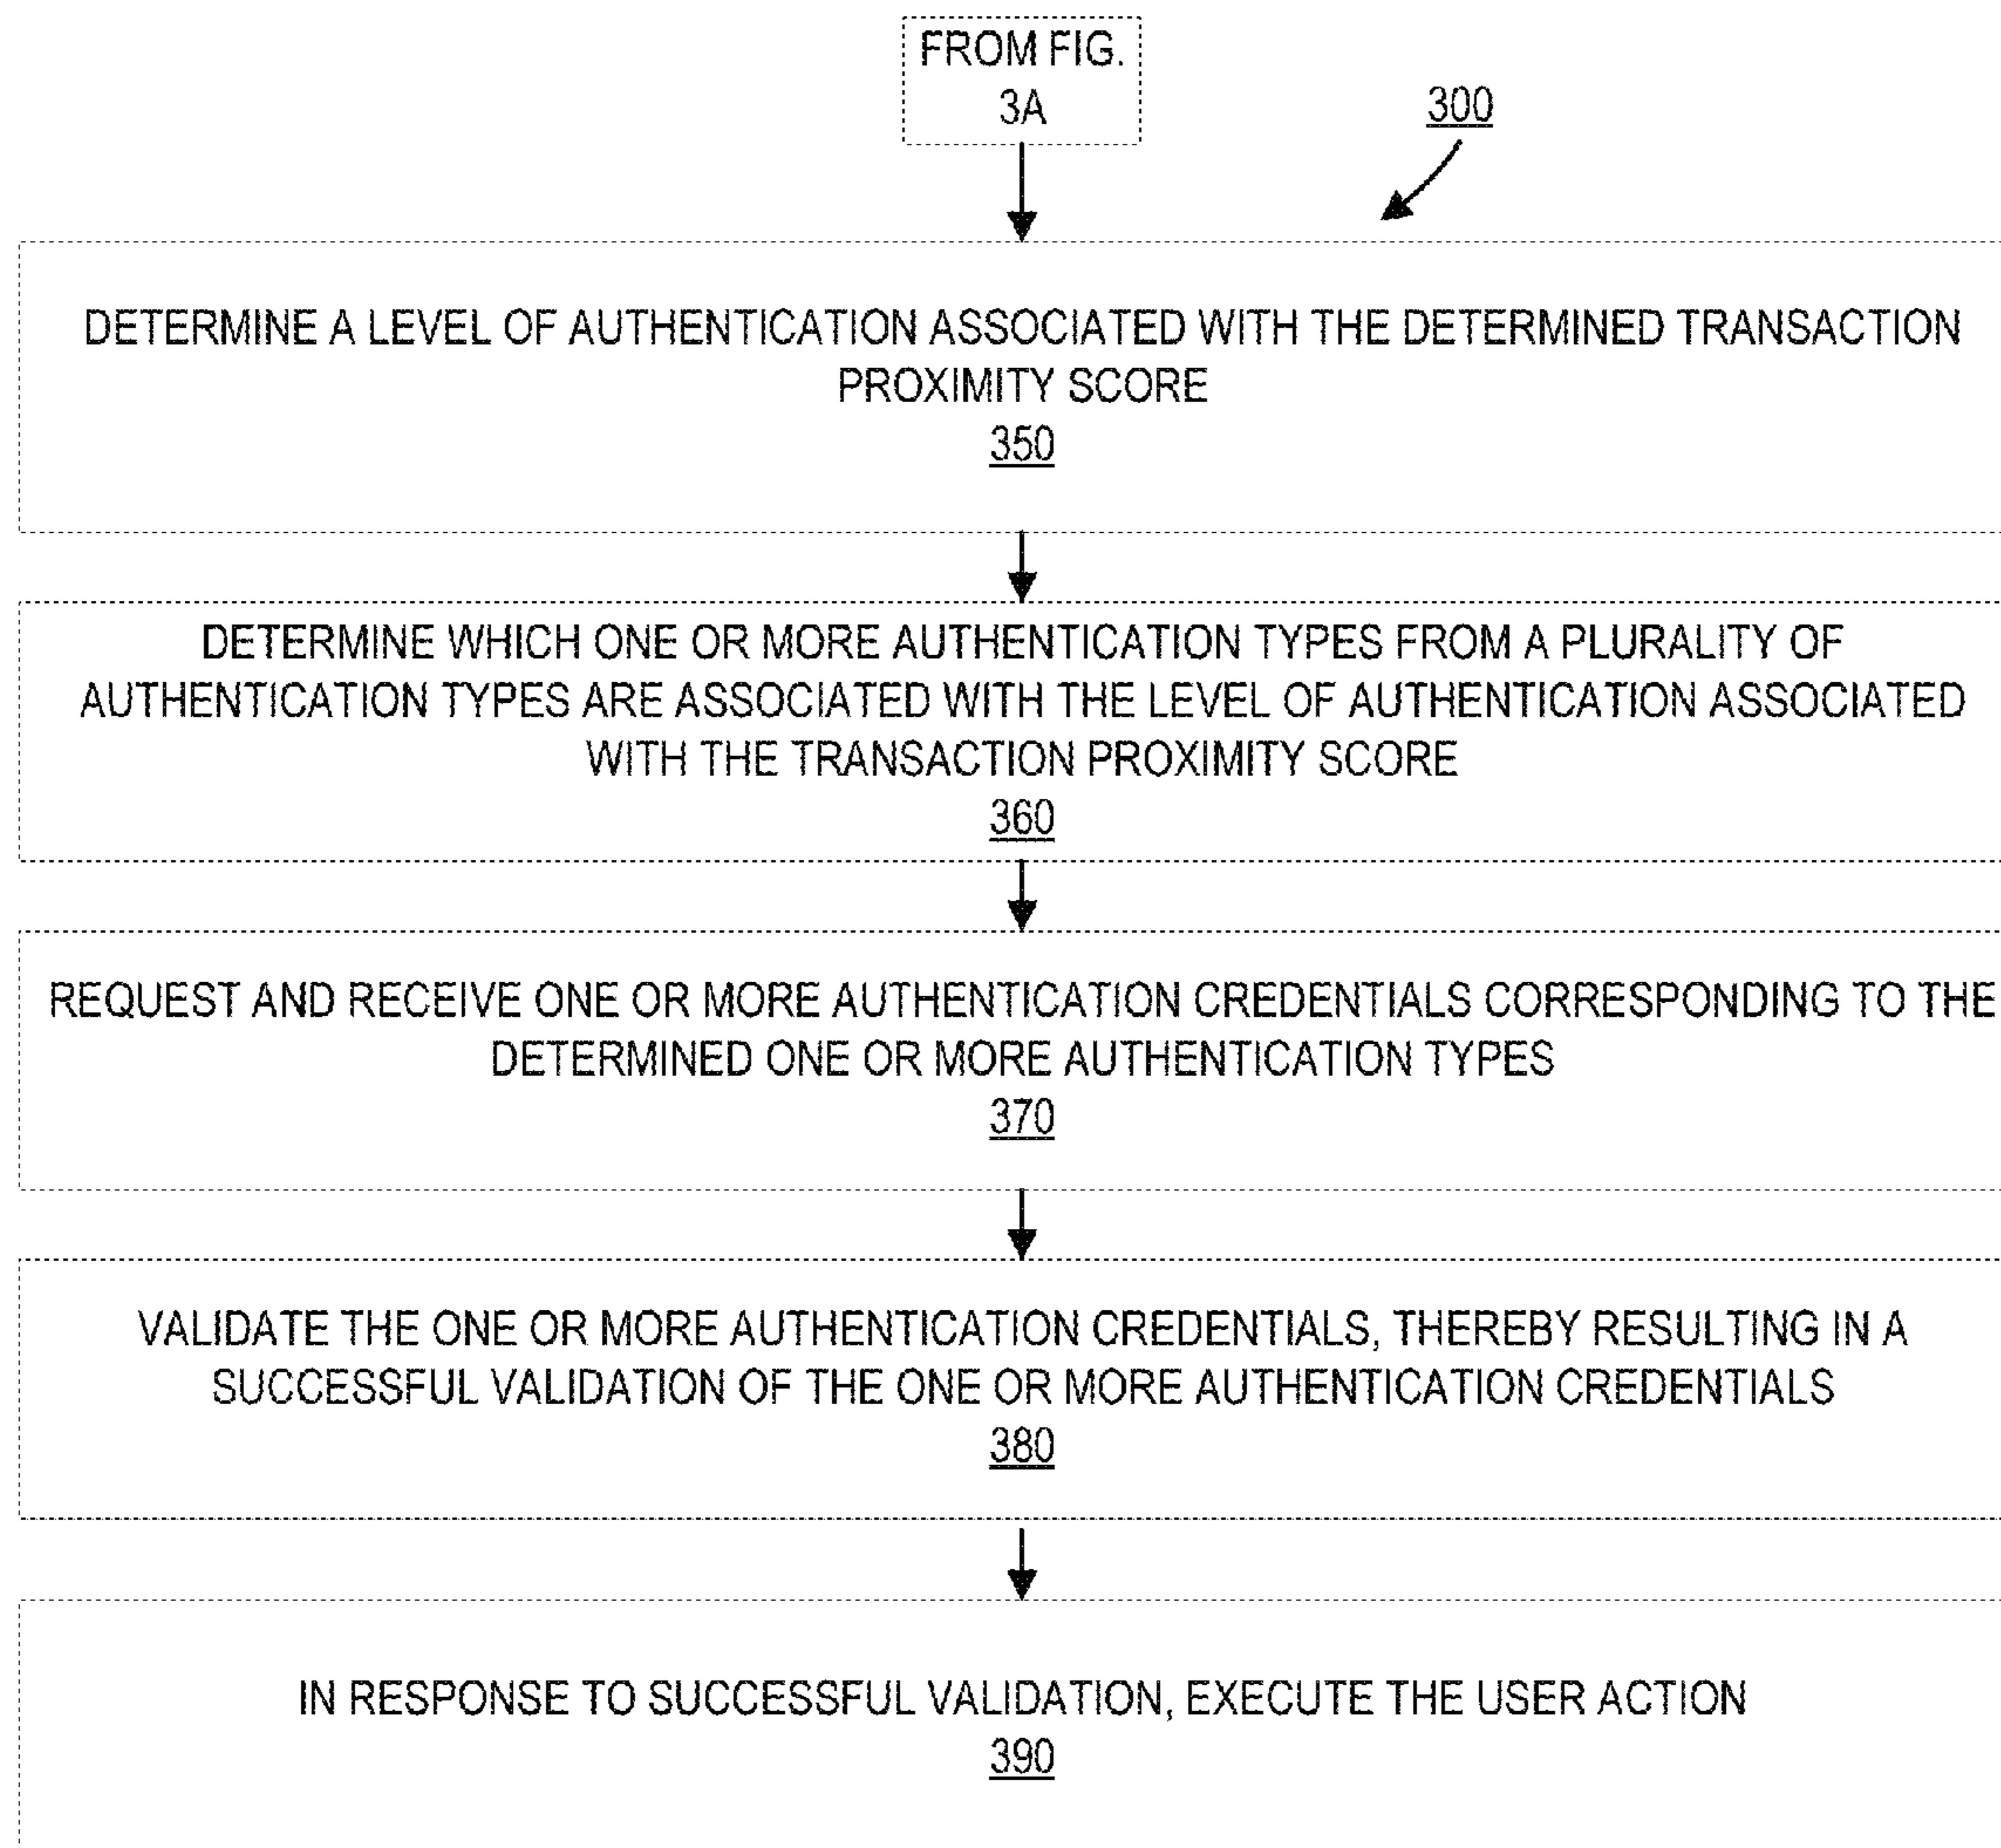 FROM FIG.
3A
300
DETERMINE A LEVEL OF AUTHENTICATION ASSOCIATED WITH THE DETERMINED TRANSACTION
PROXIMITY SCORE
350
DETERMINE WHICH ONE OR MORE AUTHENTICATION TYPES FROM A PLURALITY OF
AUTHENTICATION TYPES ARE ASSOCIATED WITH THE LEVEL OF AUTHENTICATION ASSOCIATED
WITH THE TRANSACTION PROXIMITY SCORE
360
REQUEST AND RECEIVE ONE OR MORE AUTHENTICATION CREDENTIALS CORRESPONDING TO THE
DETERMINED ONE OR MORE AUTHENTICATION TYPES
370
VALIDATE THE ONE OR MORE AUTHENTICATION CREDENTIALS, THEREBY RESULTING IN A
SUCCESSFUL VALIDATION OF THE ONE OR MORE AUTHENTICATION CREDENTIALS
380
IN RESPONSE TO SUCCESSFUL VALIDATION, EXECUTE THE USER ACTION
390